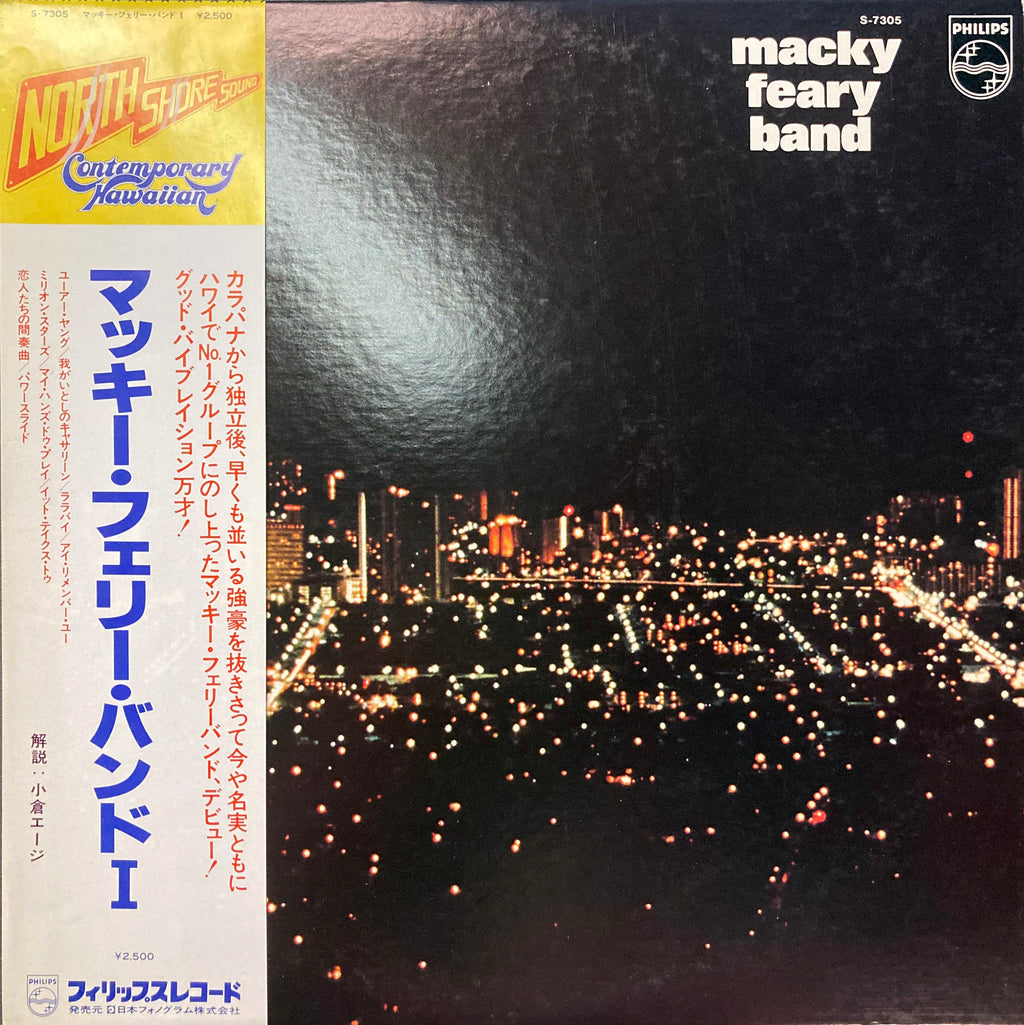 S-7305 マッキー・フェリー・バンド I ¥2,500
NORTH SHORE SOUND
Contemporary
Hawaiian
カラパナから独立後、早くも並いる強豪を抜きさって今や名実ともに
ハワイでNo.1グループにのし上ったマッキー・フェリーバンド、デビュー!
グッド・バイブレイション万才!
マッキー・フェリー・バンドI
ユーアー・ヤング/我がいとしのキャサリーン/ララバイ/アイ・リメンバー・ユー
ミリオン・スターズ/マイ・ハンズ・ドゥ・プレイ/イット・テイクス・トゥ
恋人たちの間奏曲/パワースライド
解説:小倉エージ
¥2,500
PHILIPS
フィリップスレコード
発売元 日本フォノグラム株式会社
S-7305
macky
feary
band
PHILIPS